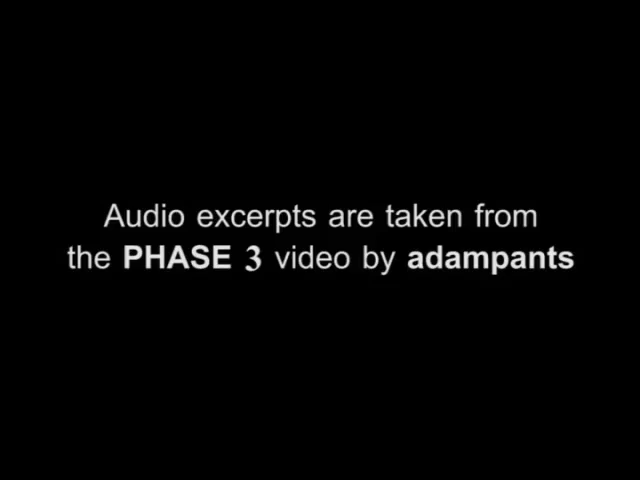 Audio excerpts are taken from
the PHASE 3 video by adampants